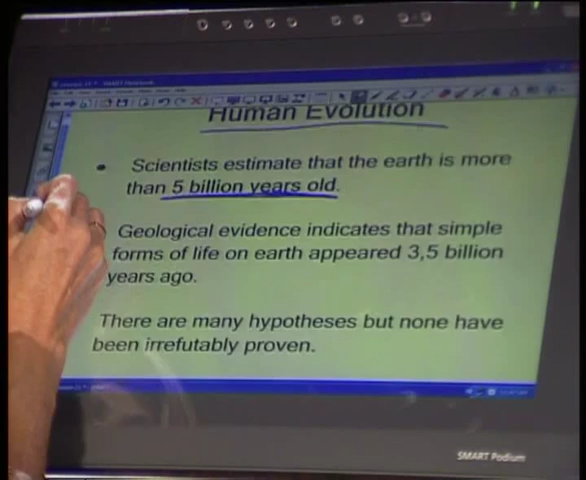 Human Evolution
Scientists estimate that the earth is more
than 5 billion years old.
Geological evidence indicates that simple
forms of life on earth appeared 3,5 billion
years ago.
There are many hypotheses but none have
been irrefutably proven.
SMART Podium